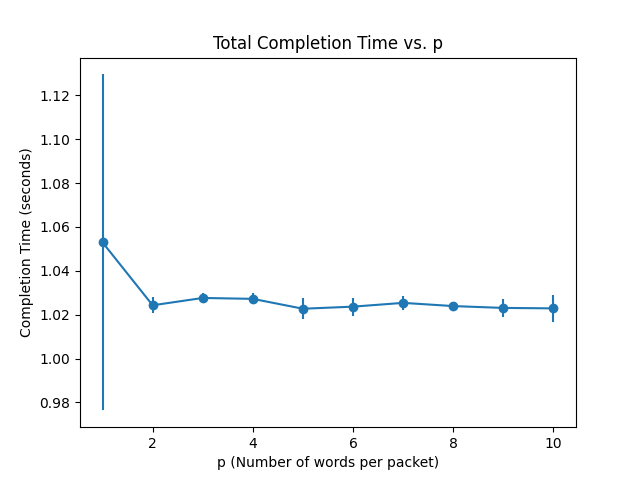 Total Completion Time vs. p
Completion Time (seconds)
1.12
1.10
1.08
1.06
1.04
1.02
1.00
0.98
2 4 6 8 10
p (Number of words per packet)